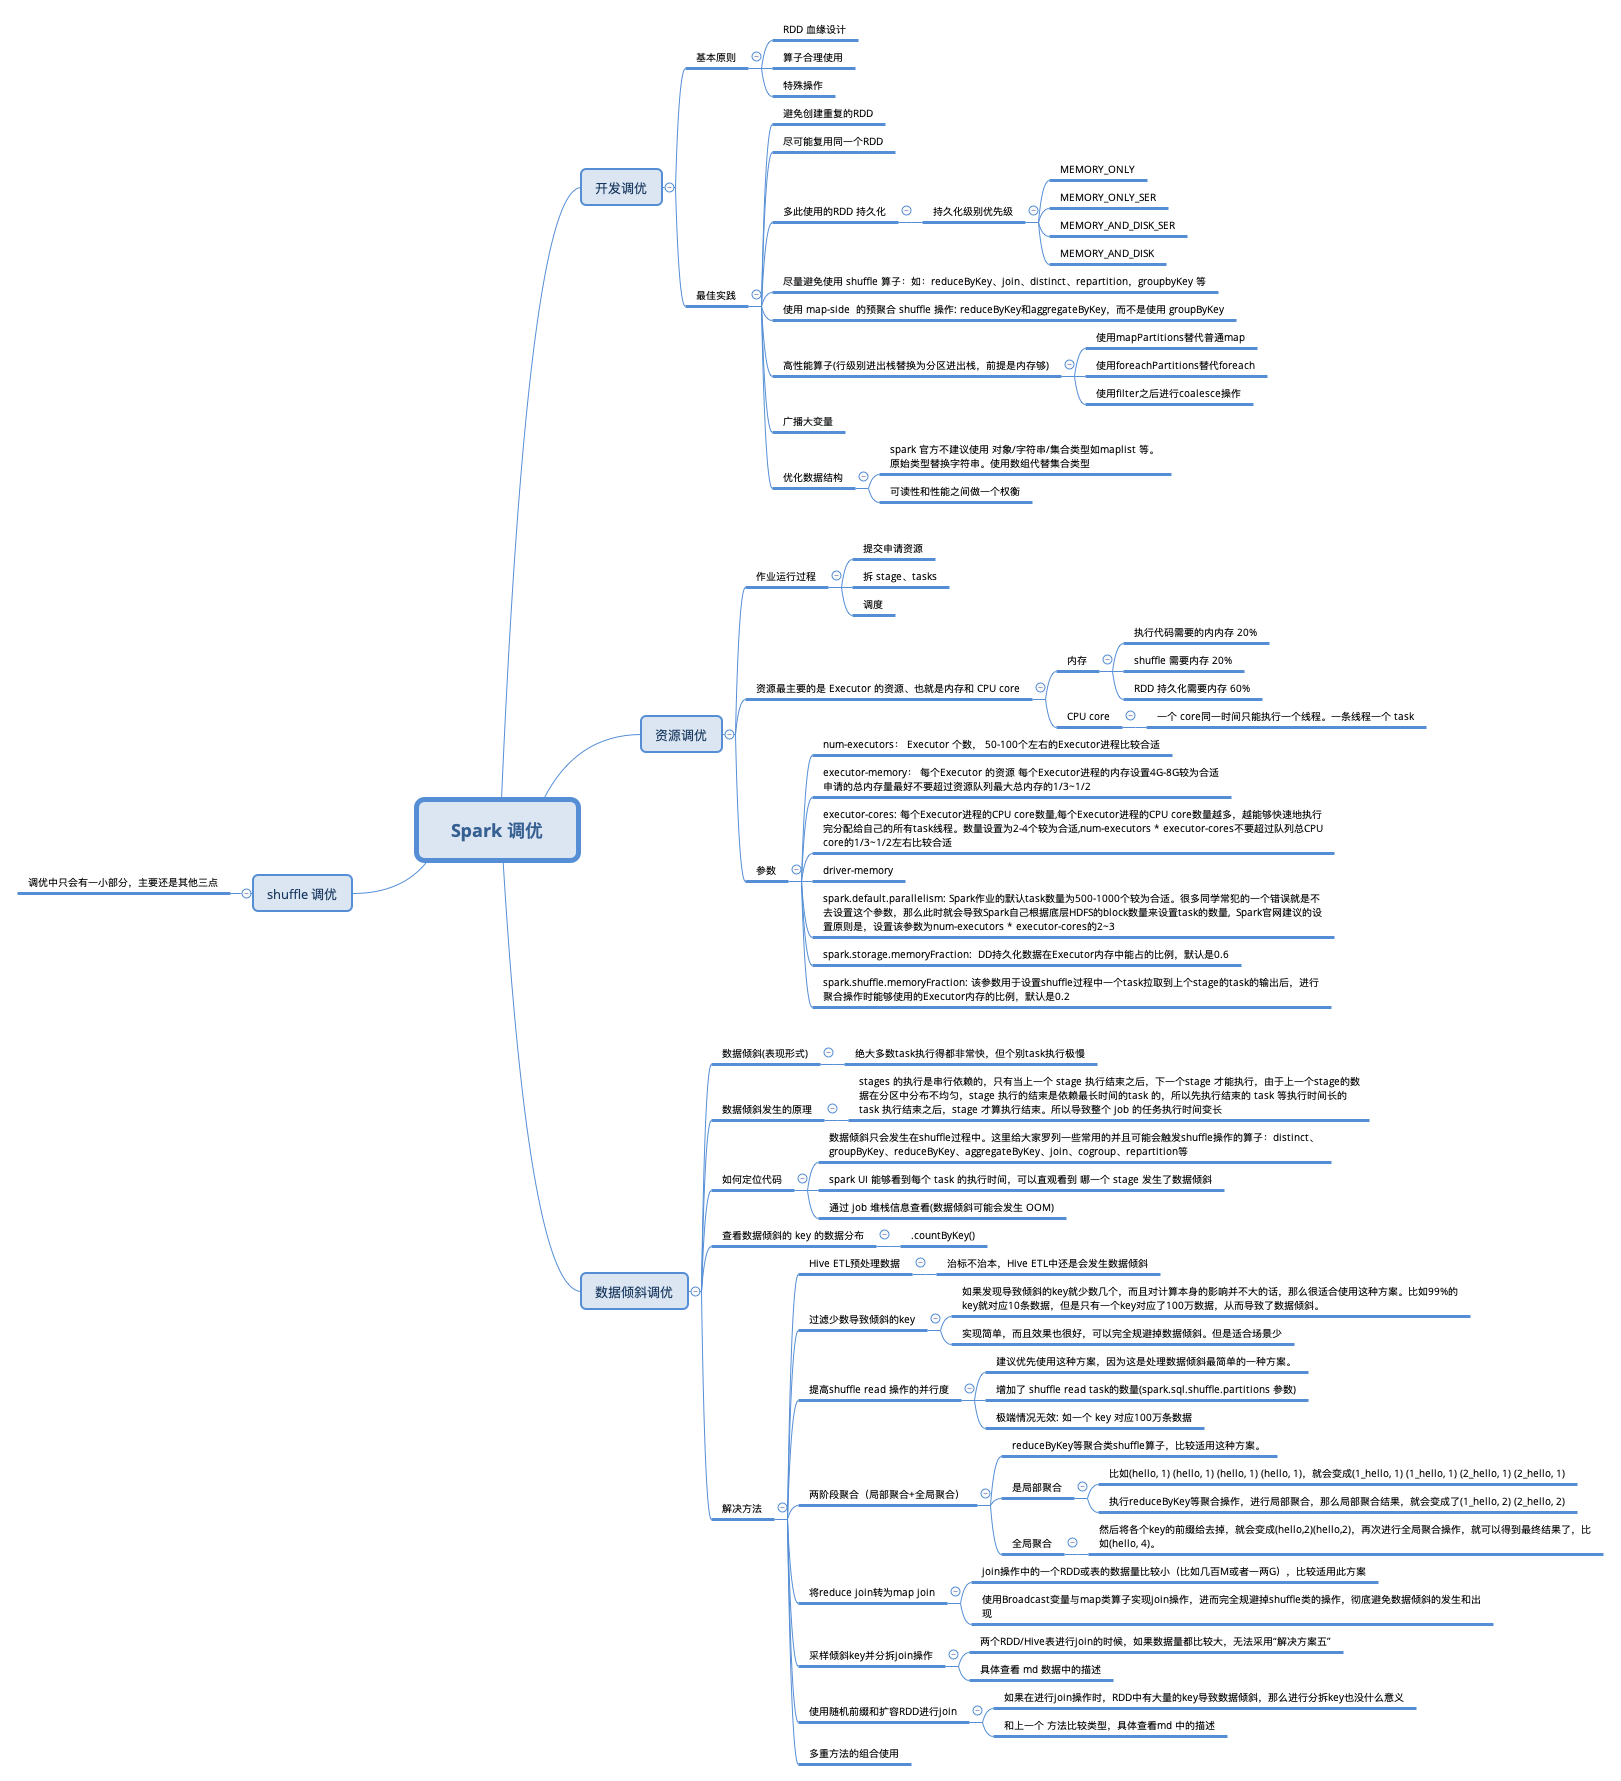 Spark 调优
开发调优
基本原则
RDD 血缘设计
算子合理使用
特殊操作
最佳实践
避免创建重复的RDD
尽可能复用同一个RDD
多此使用的RDD 持久化
持久化级别优先级
MEMORY_ONLY
MEMORY_ONLY_SER
MEMORY_AND_DISK_SER
MEMORY_AND_DISK
尽量避免使用 shuffle 算子：如：reduceByKey、join、distinct、repartition，groupbyKey 等
使用 map-side  的预聚合 shuffle 操作: reduceByKey和aggregateByKey，而不是使用 groupByKey
高性能算子(行级别进出栈替换为分区进出栈，前提是内存够)
使用mapPartitions替代普通map
使用foreachPartitions替代foreach
使用filter之后进行coalesce操作
广播大变量
优化数据结构
spark 官方不建议使用 对象/字符串/集合类型如maplist 等。
原始类型替换字符串。使用数组代替集合类型
可读性和性能之间做一个权衡
资源调优
作业运行过程
提交申请资源
拆 stage、tasks
调度
资源最主要的是 Executor 的资源、也就是内存和 CPU core
内存
执行代码需要的内内存 20%
shuffle 需要内存 20%
RDD 持久化需要内存 60%
CPU core
一个 core同一时间只能执行一个线程。一条线程一个 task
参数
num-executors： Executor 个数， 50-100个左右的Executor进程比较合适
executor-memory： 每个Executor 的资源 每个Executor进程的内存设置4G-8G较为合适
申请的总内存量最好不要超过资源队列最大总内存的1/3~1/2
executor-cores: 每个Executor进程的CPU core数量,每个Executor进程的CPU core数量越多，越能够快速地执行
完分配给自己的所有task线程。数量设置为2-4个较为合适,num-executors * executor-cores不要超过队列总CPU
core的1/3~1/2左右比较合适
driver-memory
spark.default.parallelism: Spark作业的默认task数量为500-1000个较为合适。很多同学常犯的一个错误就是不
去设置这个参数，那么此时就会导致Spark自己根据底层HDFS的block数量来设置task的数量，Spark官网建议的设
置原则是，设置该参数为num-executors * executor-cores的2~3
spark.storage.memoryFraction:  DD持久化数据在Executor内存中能占的比例，默认是0.6
spark.shuffle.memoryFraction: 该参数用于设置shuffle过程中一个task拉取到上个stage的task的输出后，进行
聚合操作时能够使用的Executor内存的比例，默认是0.2
shuffle 调优
调优中只会有一小部分，主要还是其他三点
数据倾斜调优
数据倾斜(表现形式)
绝大多数task执行得都非常快，但个别task执行极慢
数据倾斜发生的原理
stages 的执行是串行依赖的，只有当上一个 stage 执行结束之后，下一个stage 才能执行，由于上一个stage的数
据在分区中分布不均匀，stage 执行的结束是依赖最长时间的task 的，所以先执行结束的 task 等执行时间长的
task 执行结束之后，stage 才算执行结束。所以导致整个 job 的任务执行时间变长
如何定位代码
数据倾斜只会发生在shuffle过程中。这里给大家罗列一些常用的并且可能会触发shuffle操作的算子：distinct、
groupByKey、reduceByKey、aggregateByKey、join、cogroup、repartition等
spark UI 能够看到每个 task 的执行时间，可以直观看到 哪一个 stage 发生了数据倾斜
通过 job 堆栈信息查看(数据倾斜可能会发生 OOM)
查看数据倾斜的 key 的数据分布
.countByKey()
解决方法
Hive ETL预处理数据
治标不治本，Hive ETL中还是会发生数据倾斜
过滤少数导致倾斜的key
如果发现导致倾斜的key就少数几个，而且对计算本身的影响并不大的话，那么很适合使用这种方案。比如99%的
key就对应10条数据，但是只有一个key对应了100万数据，从而导致了数据倾斜。
实现简单，而且效果也很好，可以完全规避掉数据倾斜。但是适合场景少
提高shuffle read 操作的并行度
建议优先使用这种方案，因为这是处理数据倾斜最简单的一种方案。
增加了 shuffle read task的数量(spark.sql.shuffle.partitions 参数)
极端情况无效: 如一个 key 对应100万条数据
两阶段聚合（局部聚合+全局聚合）
reduceByKey等聚合类shuffle算子，比较适用这种方案。
是局部聚合
比如(hello, 1) (hello, 1) (hello, 1) (hello, 1)，就会变成(1_hello, 1) (1_hello, 1) (2_hello, 1) (2_hello, 1)
执行reduceByKey等聚合操作，进行局部聚合，那么局部聚合结果，就会变成了(1_hello, 2) (2_hello, 2)
全局聚合
然后将各个key的前缀给去掉，就会变成(hello,2)(hello,2)，再次进行全局聚合操作，就可以得到最终结果了，比
如(hello, 4)。
将reduce join转为map join
join操作中的一个RDD或表的数据量比较小（比如几百M或者一两G），比较适用此方案
使用Broadcast变量与map类算子实现join操作，进而完全规避掉shuffle类的操作，彻底避免数据倾斜的发生和出
现
采样倾斜key并分拆join操作
两个RDD/Hive表进行join的时候，如果数据量都比较大，无法采用“解决方案五”
具体查看 md 数据中的描述
使用随机前缀和扩容RDD进行join
如果在进行join操作时，RDD中有大量的key导致数据倾斜，那么进行分拆key也没什么意义
和上一个 方法比较类型，具体查看md 中的描述
多重方法的组合使用